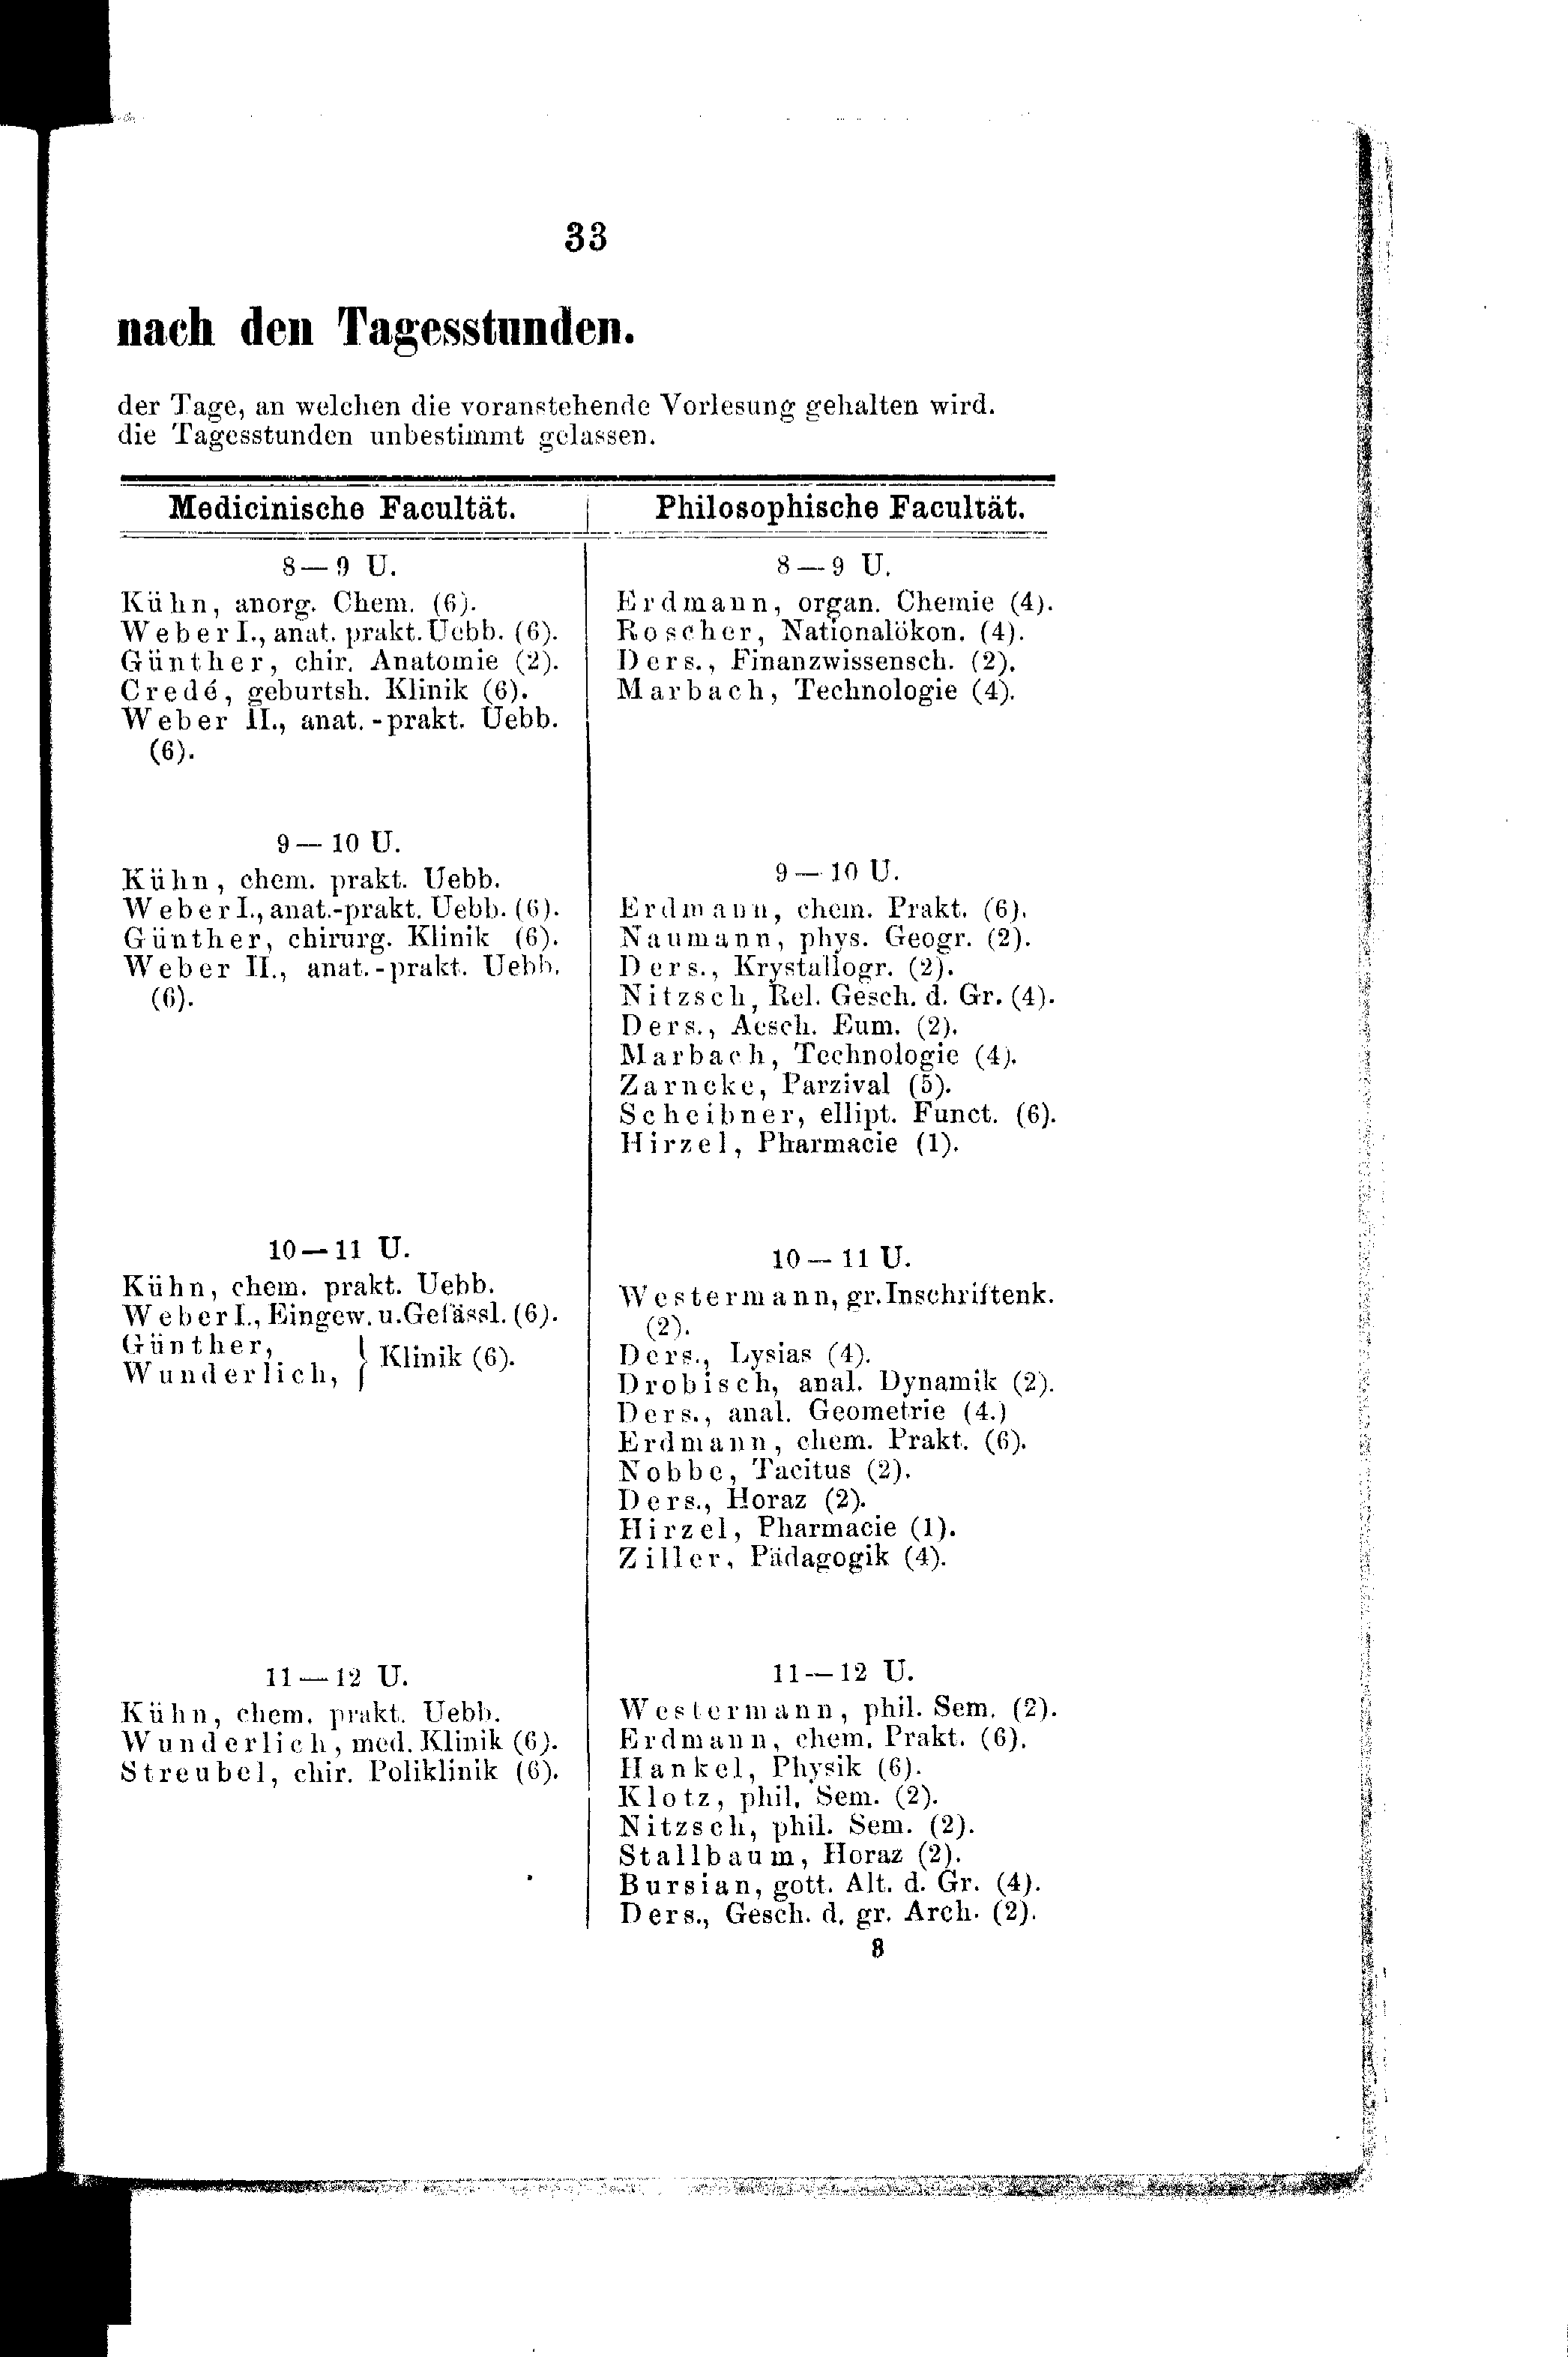 33
nach den Tagesstunden.
der Tage, an welchen die voranstehende Vorlesung gehalten wird.
die Tagesstunden unbestimmt gelassen.
Medicinische Facultät.
8—9 U.
Kühn, anorg. Chem. (6).
Weber I., anat. prakt. Uebb. (6).
Günther, chir. Anatomie (2).
Credé, geburtsh. Klinik (6).
Weber II., anat.-prakt. Uebb.
(6).
9—10 U.
Kühn, chem. prakt. Uebb.
Weber I., anat.-prakt. Uebb. (6).
Günther, chirurg. Klinik (6).
Weber II., anat.-prakt. Uebb.
(6).
10—11 U.
Kühn, chem. prakt. Uebb.
Weber I., Eingew. u. Gefässl. (6).
Günther,
Wunderlich, } Klinik (6).
11—12 U.
Kühn, chem. prakt. Uebb.
Wunderlich, med. Klinik (6).
Streubel, chir. Poliklinik (6).
Philosophische Facultät.
8—9 U.
Erdmann, organ. Chemie (4).
Roscher, Nationalökon. (4).
Ders., Finanzwissensch. (2).
Marbach, Technologie (4).
9—10 U.
Erdmann, chem. Prakt. (6).
Naumann, phys. Geogr. (2).
Ders., Krystallogr. (2).
Nitzsch, Rel. Gesch. d. Gr. (4).
Ders., Aesch. Eum. (2).
Marbach, Technologie (4).
Zarncke, Parzival (5).
Scheibner, ellipt. Funct. (6).
Hirzel, Pharmacie (1).
10—11 U.
Westermann, gr. Inschriftenk.
(2).
Ders., Lysias (4).
Drobisch, anal. Dynamik (2).
Ders., anal. Geometrie (4.)
Erdmann, chem. Prakt. (6).
Nobbe, Tacitus (2).
Ders., Horaz (2).
Hirzel, Pharmacie (1).
Ziller, Pädagogik (4).
11—12 U.
Westermann, phil. Sem. (2).
Erdmann, chem. Prakt. (6).
Hankel, Physik (6).
Klotz, phil. Sem. (2).
Nitzsch, phil. Sem. (2).
Stallbaum, Horaz (2).
Bursian, gott. Alt. d. Gr. (4).
Ders., Gesch. d. gr. Arch. (2).
8